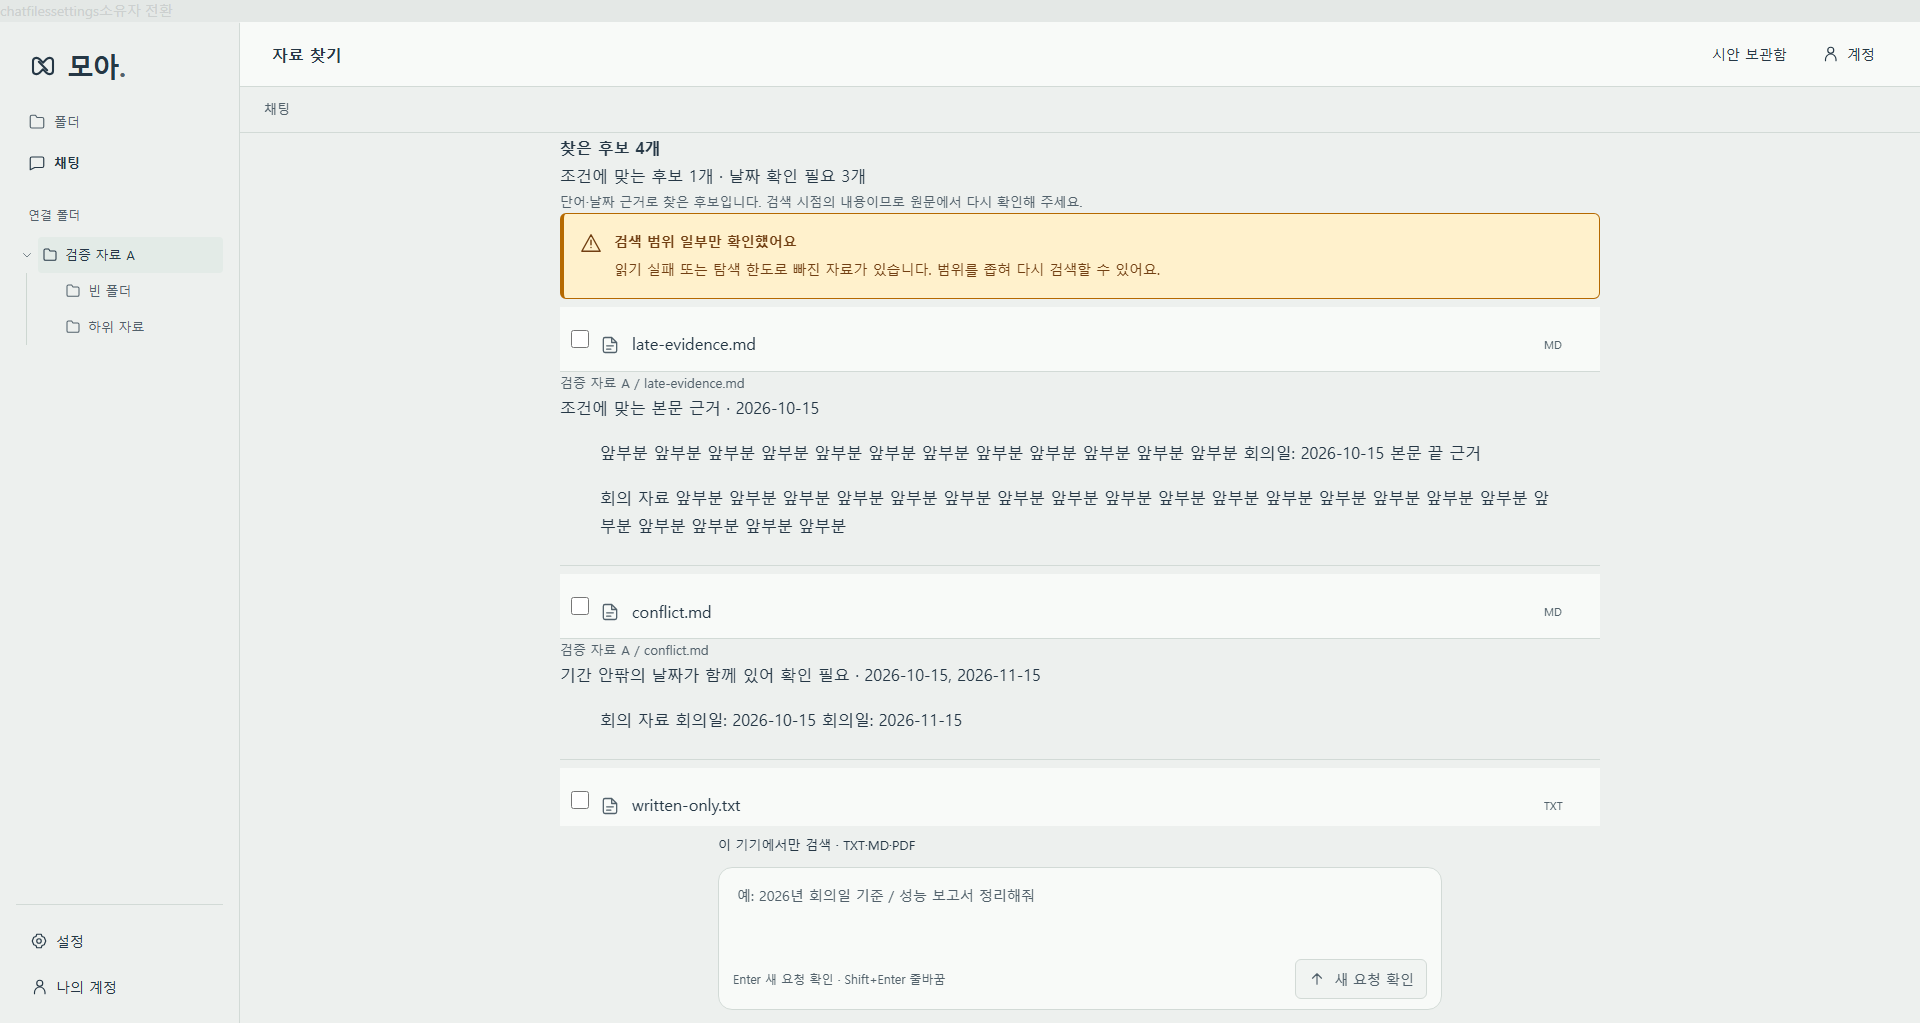 chatfilessettings소유자 전환
모아.
자료 찾기
시안 보관함
계정
폴더
채팅
연결 폴더
검증 자료 A
빈 폴더
하위 자료
설정
나의 계정
채팅
찾은 후보 4개
조건에 맞는 후보 1개 · 날짜 확인 필요 3개
단어·날짜 근거로 찾은 후보입니다. 검색 시점의 내용이므로 원문에서 다시 확인해 주세요.
검색 범위 일부만 확인했어요
읽기 실패 또는 탐색 한도로 빠진 자료가 있습니다. 범위를 좁혀 다시 검색할 수 있어요.
late-evidence.md
MD
검증 자료 A / late-evidence.md
조건에 맞는 본문 근거 · 2026-10-15
앞부분 앞부분 앞부분 앞부분 앞부분 앞부분 앞부분 앞부분 앞부분 앞부분 앞부분 앞부분 회의일: 2026-10-15 본문 끝 근거
회의 자료 앞부분 앞부분 앞부분 앞부분 앞부분 앞부분 앞부분 앞부분 앞부분 앞부분 앞부분 앞부분 앞부분 앞부분 앞부분 앞부분 앞
부분 앞부분 앞부분 앞부분 앞부분
conflict.md
MD
검증 자료 A / conflict.md
기간 안팎의 날짜가 함께 있어 확인 필요 · 2026-10-15, 2026-11-15
회의 자료 회의일: 2026-10-15 회의일: 2026-11-15
written-only.txt
TXT
이 기기에서만 검색 · TXT·MD·PDF
예: 2026년 회의일 기준 / 성능 보고서 정리해줘
Enter 새 요청 확인 · Shift+Enter 줄바꿈
새 요청 확인